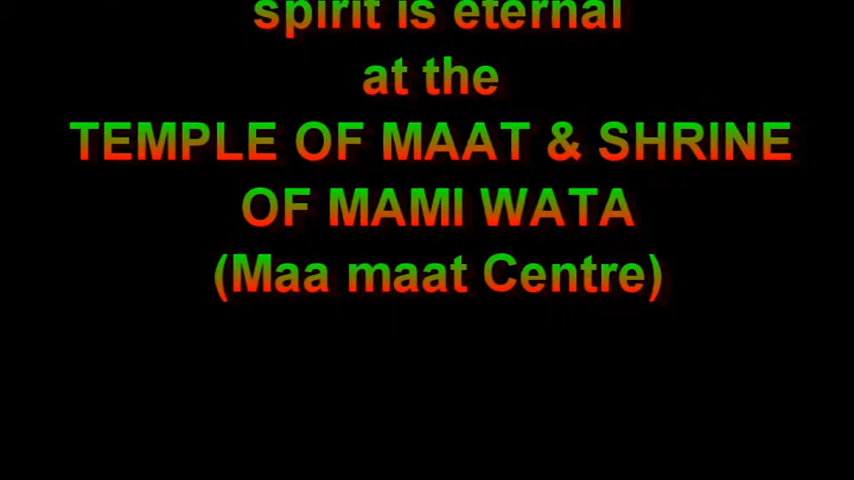 spirit is eternal
at the
TEMPLE OF MAAT & SHRINE
OF MAMI WATA
(Maa maat Centre)